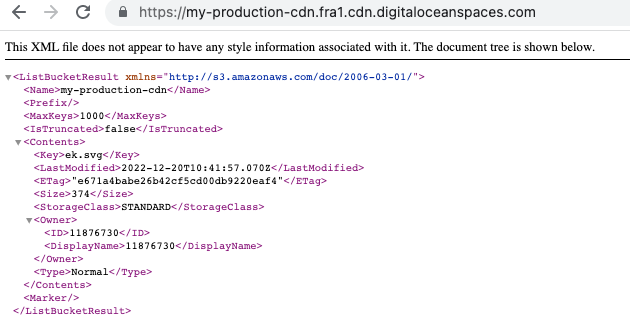 https://my-production-cdn.fra1.cdn.digitaloceanspaces.com
This XML file does not appear to have any style information associated with it. The document tree is shown below.
<ListBucketResult xmlns="http://s3.amazonaws.com/doc/2006-03-01/">
<Name>my-production-cdn</Name>
<Prefix/>
<MaxKeys>1000</MaxKeys>
<IsTruncated>false</IsTruncated>
<Contents>
<Key>ek.svg</Key>
<LastModified>2022-12-20T10:41:57.070Z</LastModified>
<ETag>"e671a4babe26b42cf5cd00db9220eaf4"</ETag>
<Size>374</Size>
<StorageClass>STANDARD</StorageClass>
<Owner>
<ID>11876730</ID>
<DisplayName>11876730</DisplayName>
</Owner>
<Type>Normal</Type>
</Contents>
<Marker/>
</ListBucketResult>